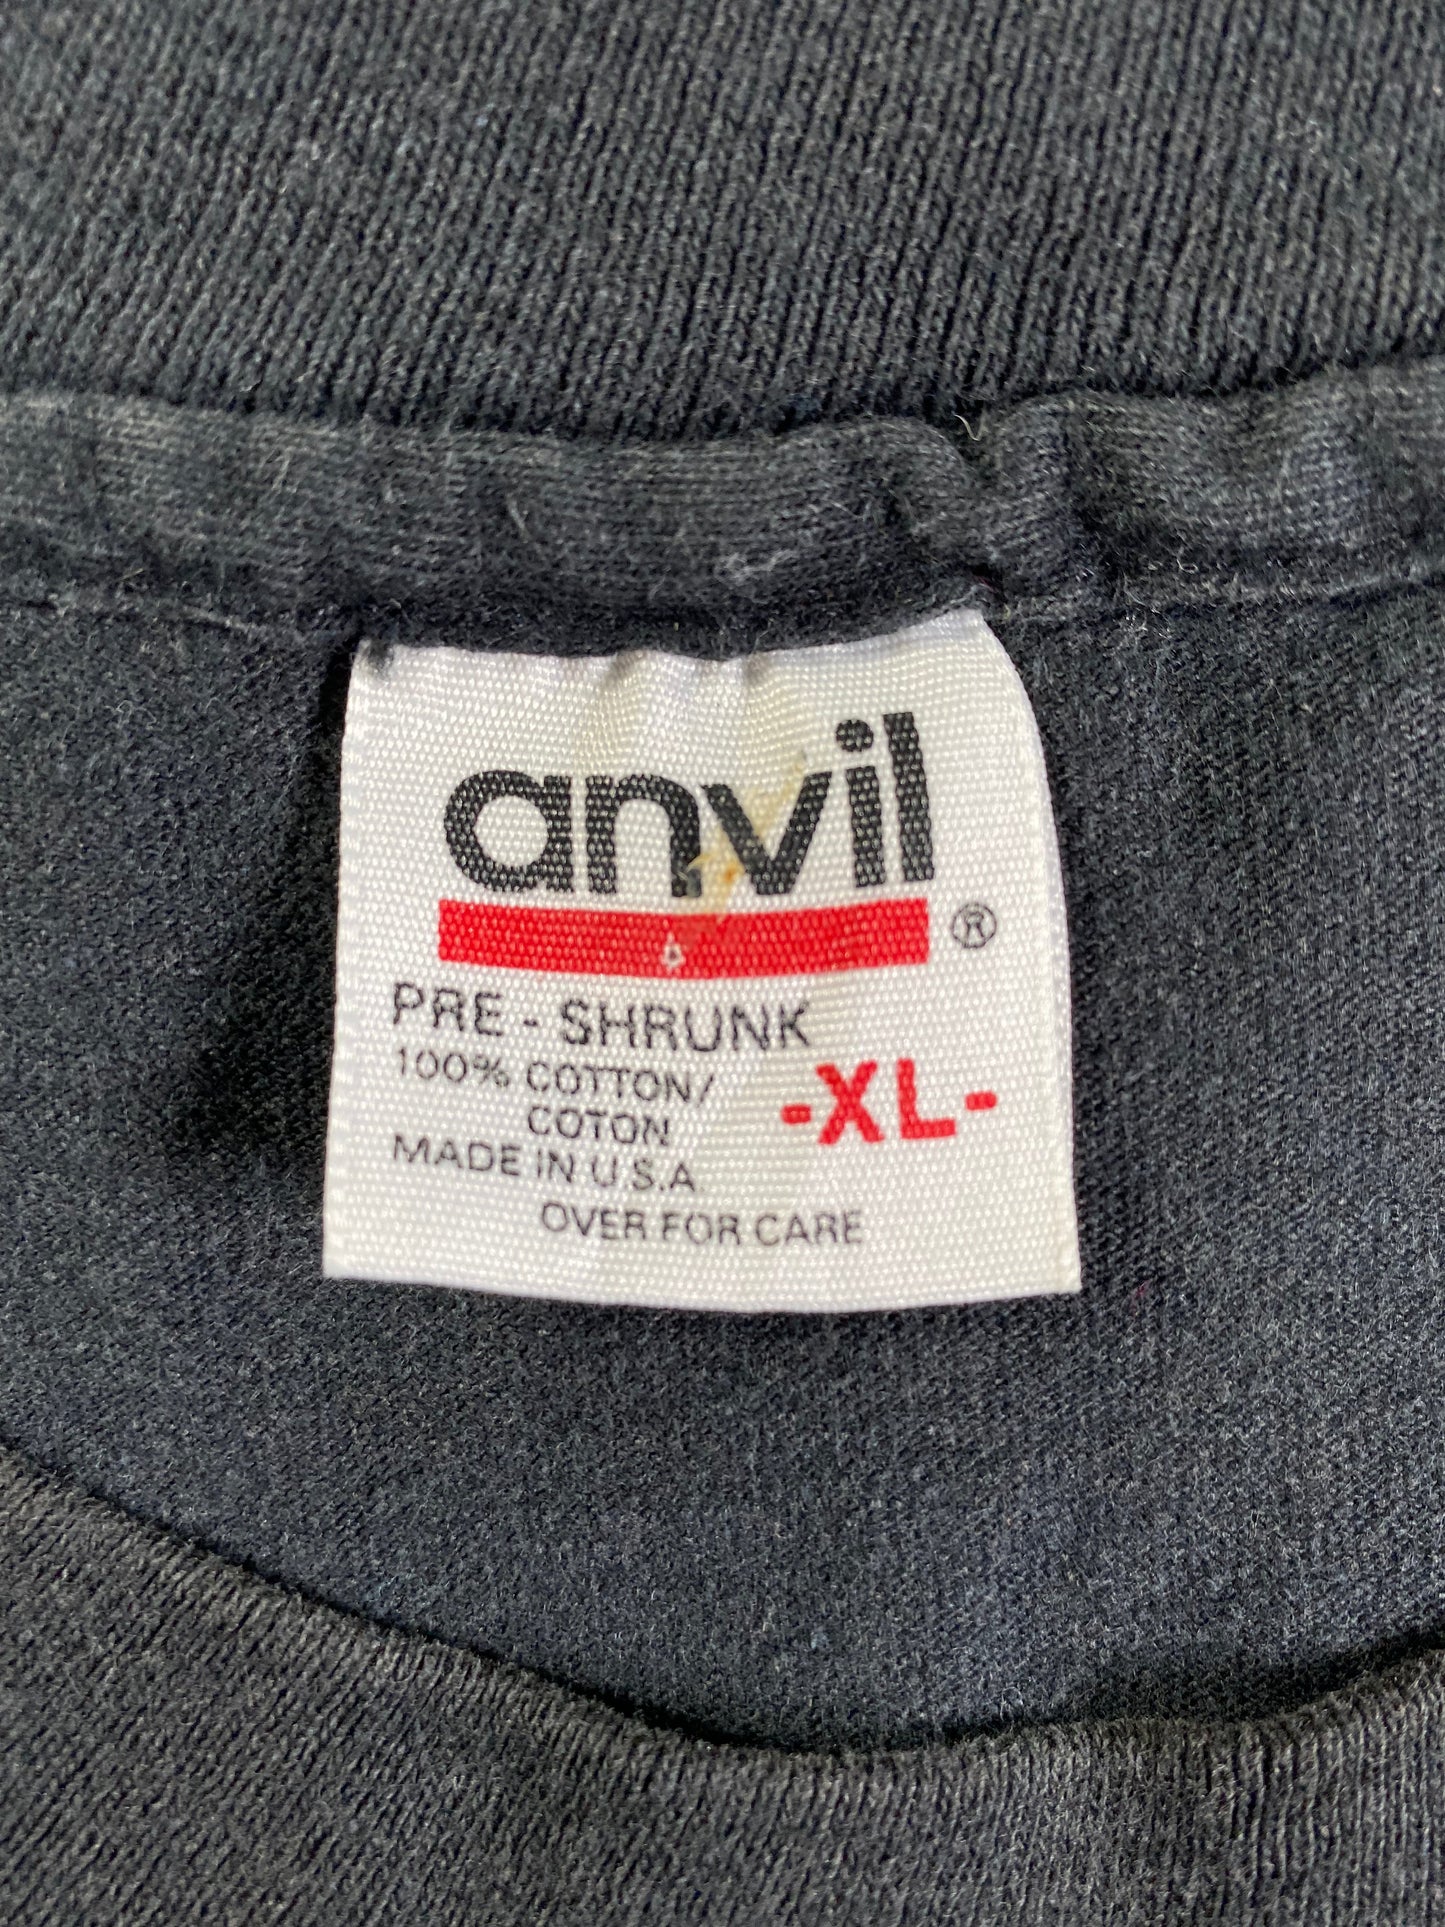 anvil
®
PRE - SHRUNK
100% COTTON/
COTON
-XL-
MADE IN U.S.A
OVER FOR CARE